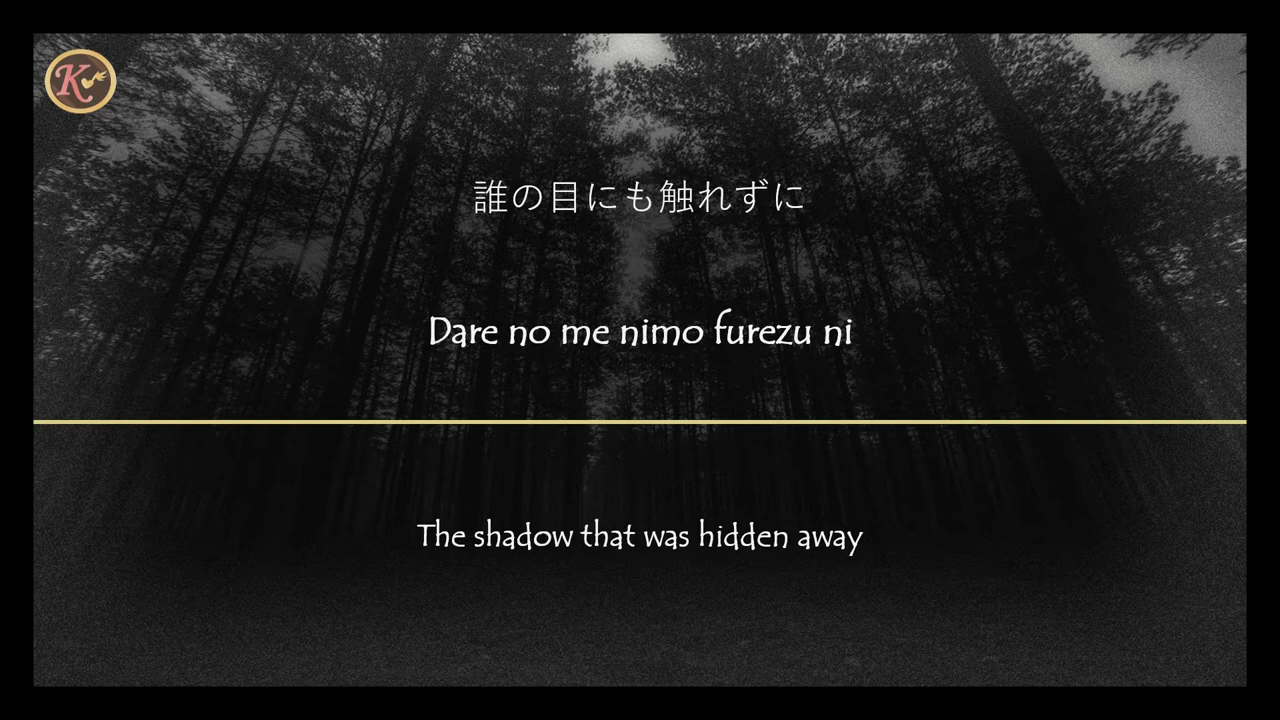 K
誰の目にも触れずに
Dare no me nimo furezu ni
The shadow that was hidden away